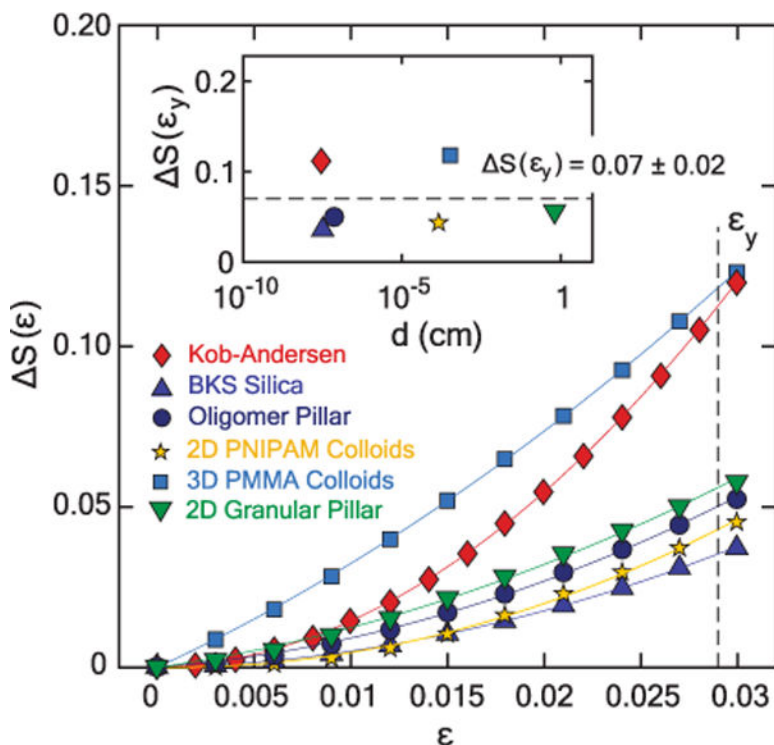 0.20
0.15
0.10
0.05
0
ΔS(ε)
0.2
0.1
0
ΔS(εy)
ΔS(εy) = 0.07 ± 0.02
10⁻¹⁰ 10⁻⁵ 1
d (cm)
εy
Kob-Andersen
BKS Silica
Oligomer Pillar
2D PNIPAM Colloids
3D PMMA Colloids
2D Granular Pillar
0 0.005 0.01 0.015 0.02 0.025 0.03
ε